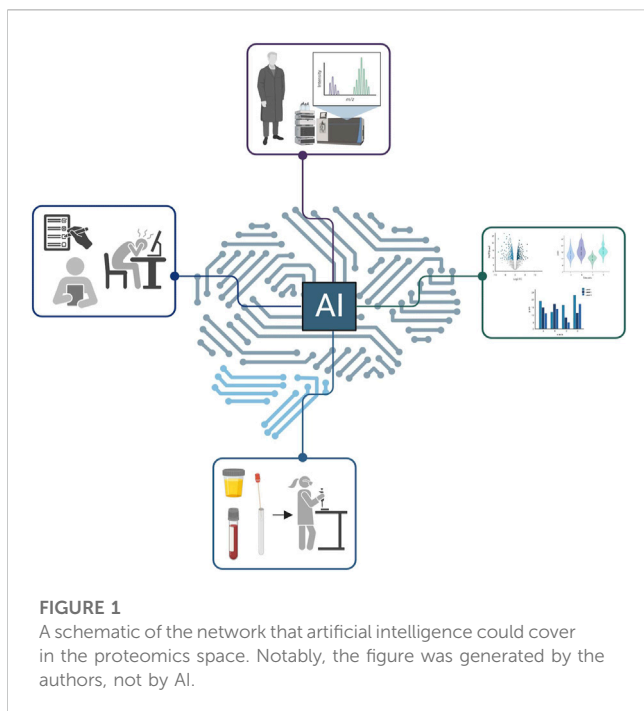 Intensity
m/z
AI
FIGURE 1
A schematic of the network that artificial intelligence could cover
in the proteomics space. Notably, the figure was generated by the
authors, not by AI.